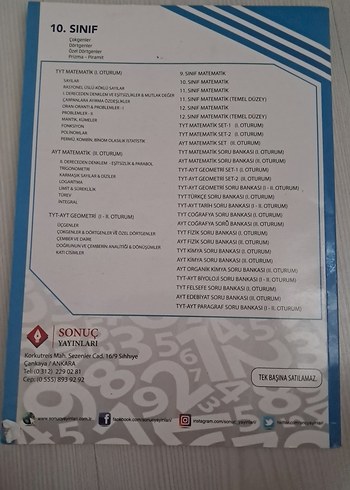 10. SINIF
Çokgenler
Dörtgenler
Özel Dörtgenler
Prizma - Piramit
TYT MATEMATİK (I. OTURUM)
SAYILAR
RASYONEL ÜSLÜ KÖKLÜ SAYILAR
I. DERECEDEN DENKLEM VE EŞİTSİZLİKLER & MUTLAK DEĞER
ÇARPANLARA AYIRMA ÖZDEŞLİKLER
ORAN ORANTI & PROBLEMLER - I
PROBLEMLER - II
MANTIK, KÜMELER
FONKSİYON
POLİNOMLAR
PERMÜ. KOMBİN. BİNOM OLASILIK İSTATİSTİK
AYT MATEMATİK (II. OTURUM)
II. DERECEDEN DENKLEM - EŞİTSİZLİK & PARABOL
TRİGONOMETRİ
KARMAŞIK SAYILAR & DİZİLER
LOGARİTMA
LİMİT & SÜREKLİLİK
TÜREV
İNTEGRAL
TYT-AYT GEOMETRİ (I - II. OTURUM)
ÜÇGENLER
ÇOKGENLER & DÖRTGENLER VE ÖZEL DÖRTGENLER
ÇEMBER VE DAİRE
DOĞRUNUN VE ÇEMBERİN ANALİTİĞİ & DÖNÜŞÜMLER
KATI CİSİMLER
9. SINIF MATEMATİK
10. SINIF MATEMATİK
11. SINIF MATEMATİK
11. SINIF MATEMATİK (TEMEL DÜZEY)
12. SINIF MATEMATİK
12. SINIF MATEMATİK (TEMEL DÜZEY)
TYT MATEMATİK SET- 1 (I. OTURUM)
TYT MATEMATİK SET- 2 (I. OTURUM)
AYT MATEMATİK SET (II. OTURUM)
TYT MATEMATİK SORU BANKASI (I. OTURUM)
AYT MATEMATİK SORU BANKASI (II. OTURUM)
TYT-AYT GEOMETRİ SET-1 (I. OTURUM)
TYT-AYT GEOMETRİ SET-2 (II. OTURUM)
TYT-AYT GEOMETRİ SORU BANKASI (I - II. OTURUM)
TYT TÜRKÇE SORU BANKASI (I. OTURUM)
TYT-AYT TARİH SORU BANKASI (I - II. OTURUM)
TYT COĞRAFYA SORU BANKASI (I. OTURUM)
AYT COĞRAFYA SORU BANKASI (II. OTURUM)
TYT FİZİK SORU BANKASI (I. OTURUM)
AYT FİZİK SORU BANKASI (II. OTURUM)
TYT KİMYA SORU BANKASI (I. OTURUM)
AYT KİMYA SORU BANKASI (II. OTURUM)
AYT ORGANİK KİMYA SORU BANKASI (II. OTURUM)
TYT-AYT BİYOLOJİ SORU BANKASI (I - II. OTURUM)
TYT FELSEFE SORU BANKASI (I. OTURUM)
AYT EDEBİYAT SORU BANKASI (II. OTURUM)
TYT-AYT PARAGRAF SORU BANKASI (I - II. OTURUM)
SONUÇ
YAYINLARI
Korkutreis Mah. Sezenler Cad. 16/9 Sıhhıye
Çankaya / ANKARA
Tel: (0 312) 229 02 81
Cep: (0 555) 893 92 92
TEK BAŞINA SATILAMAZ.